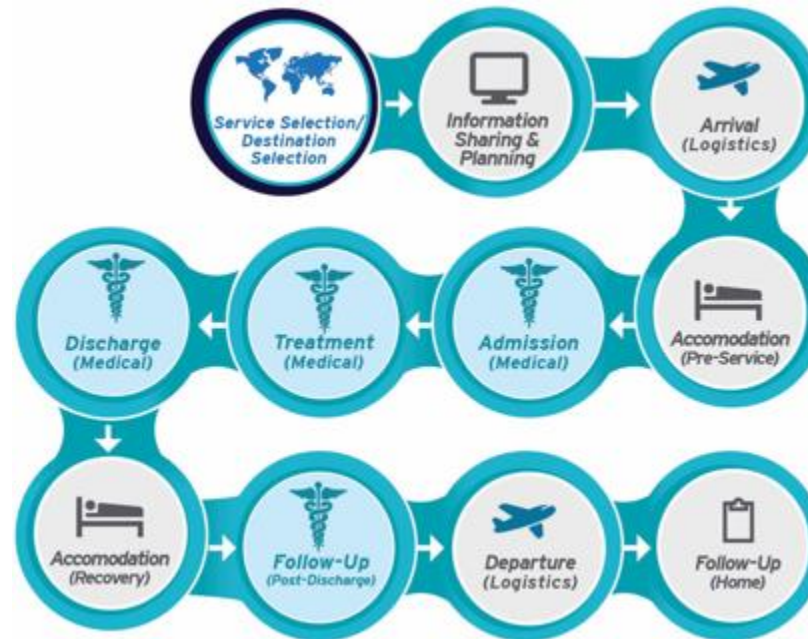 Service Selection/
Destination
Selection
Information
Sharing &
Planning
Arrival
(Logistics)
Accomodation
(Pre-Service)
Admission
(Medical)
Treatment
(Medical)
Discharge
(Medical)
Accomodation
(Recovery)
Follow-Up
(Post-Discharge)
Departure
(Logistics)
Follow-Up
(Home)